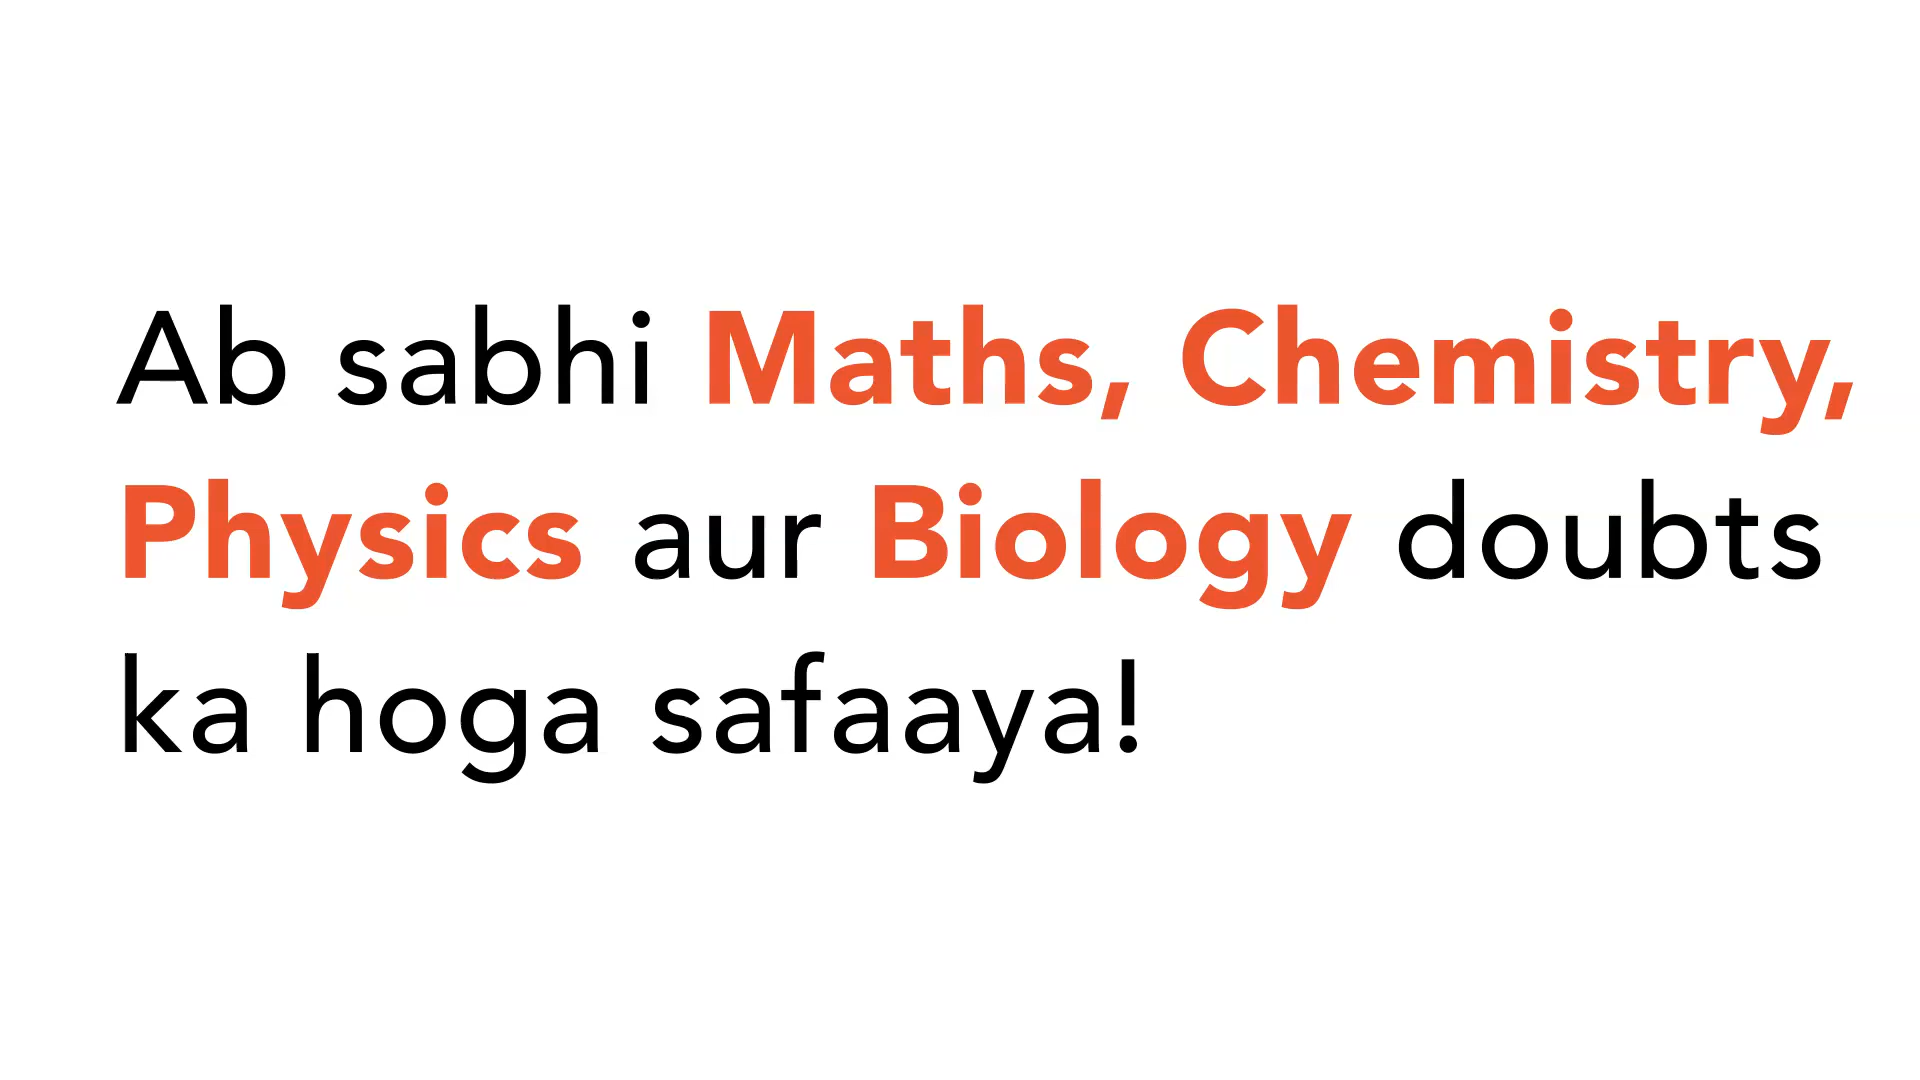 Ab sabhi Maths, Chemistry,
Physics aur Biology doubts
ka hoga safaaya!